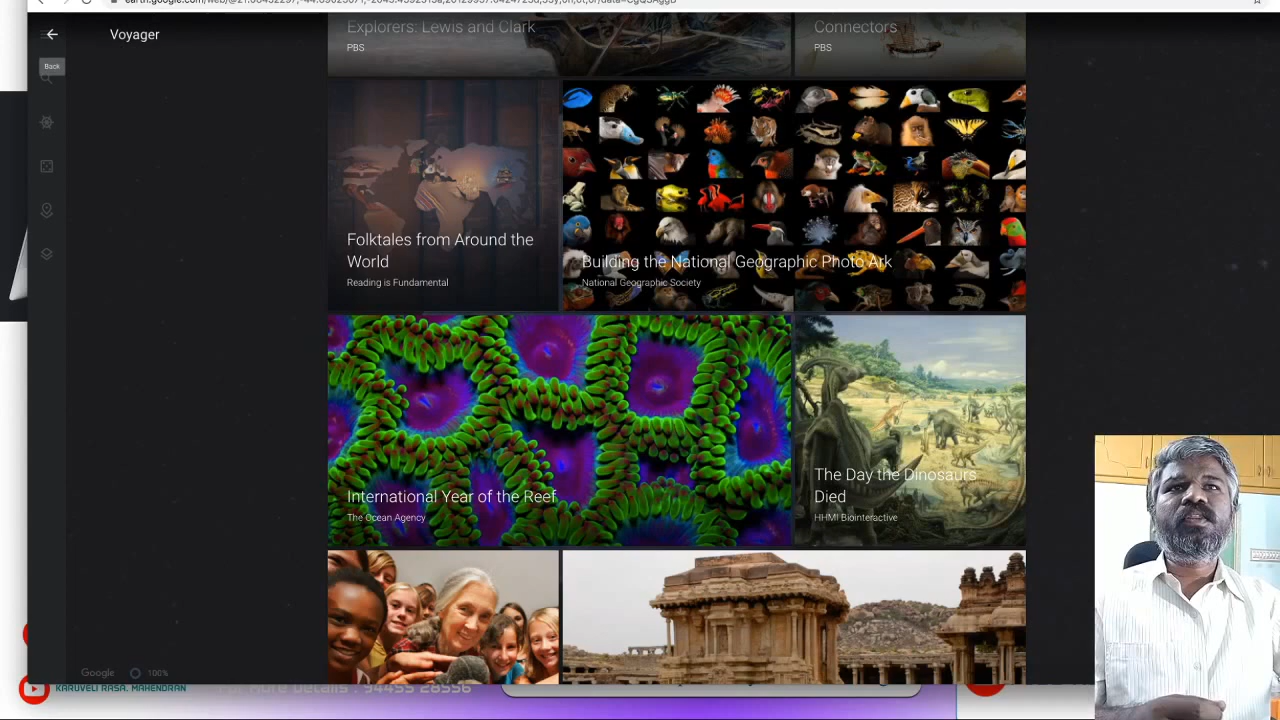 Voyager
Back
Explorers: Lewis and Clark
PBS
Connectors
PBS
Folktales from Around the
World
Reading is Fundamental
Building the National Geographic Photo Ark
National Geographic Society
International Year of the Reef
The Ocean Agency
The Day the Dinosaurs
Died
HHMI Biointeractive
Google
100%
KARUVELI RASA. MAHENDRAN
For More Details : 94455 28556